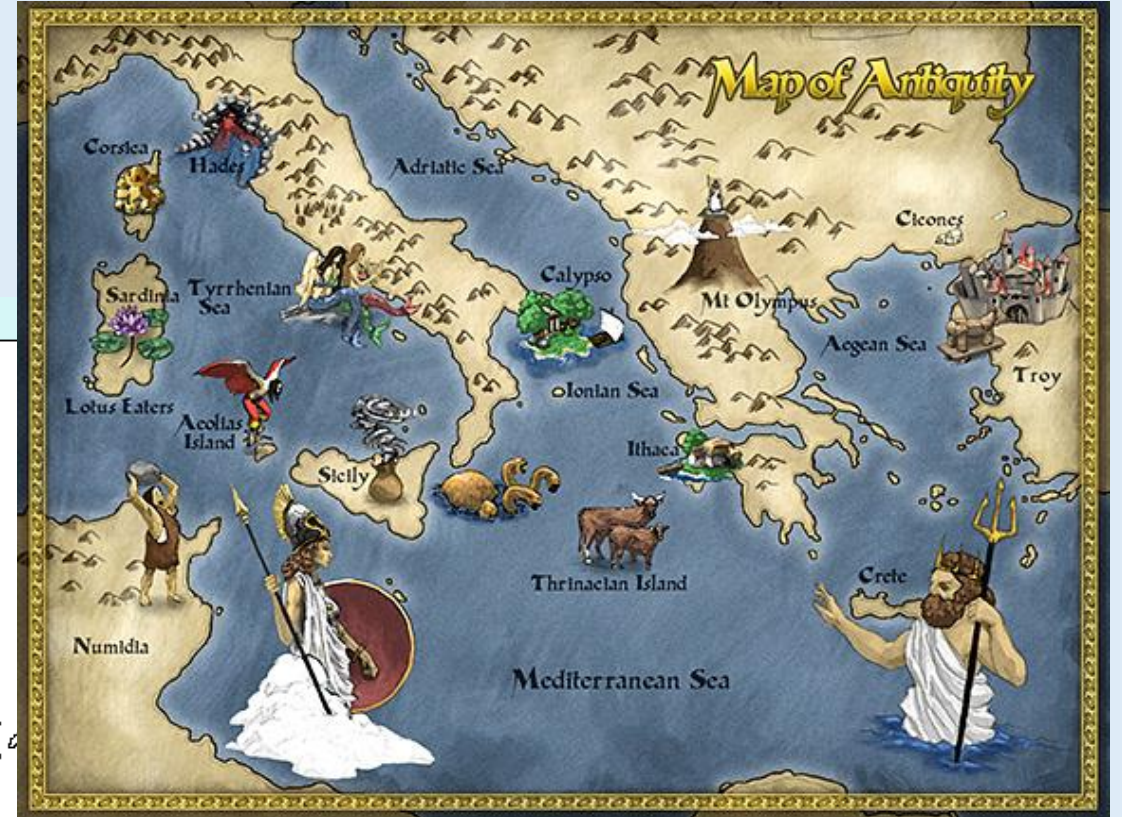 Map of Antiquity
Corsica
Hades
Adriatic Sea
Cicones
Calypso
Sardinia
Tyrrhenian
Sea
Mt Olympus
Aegean Sea
Troy
Ionian Sea
Lotus Eaters
Aeolias
Island
Ithaca
Sicily
Thrinacian Island
Crete
Numidia
Mediterranean Sea